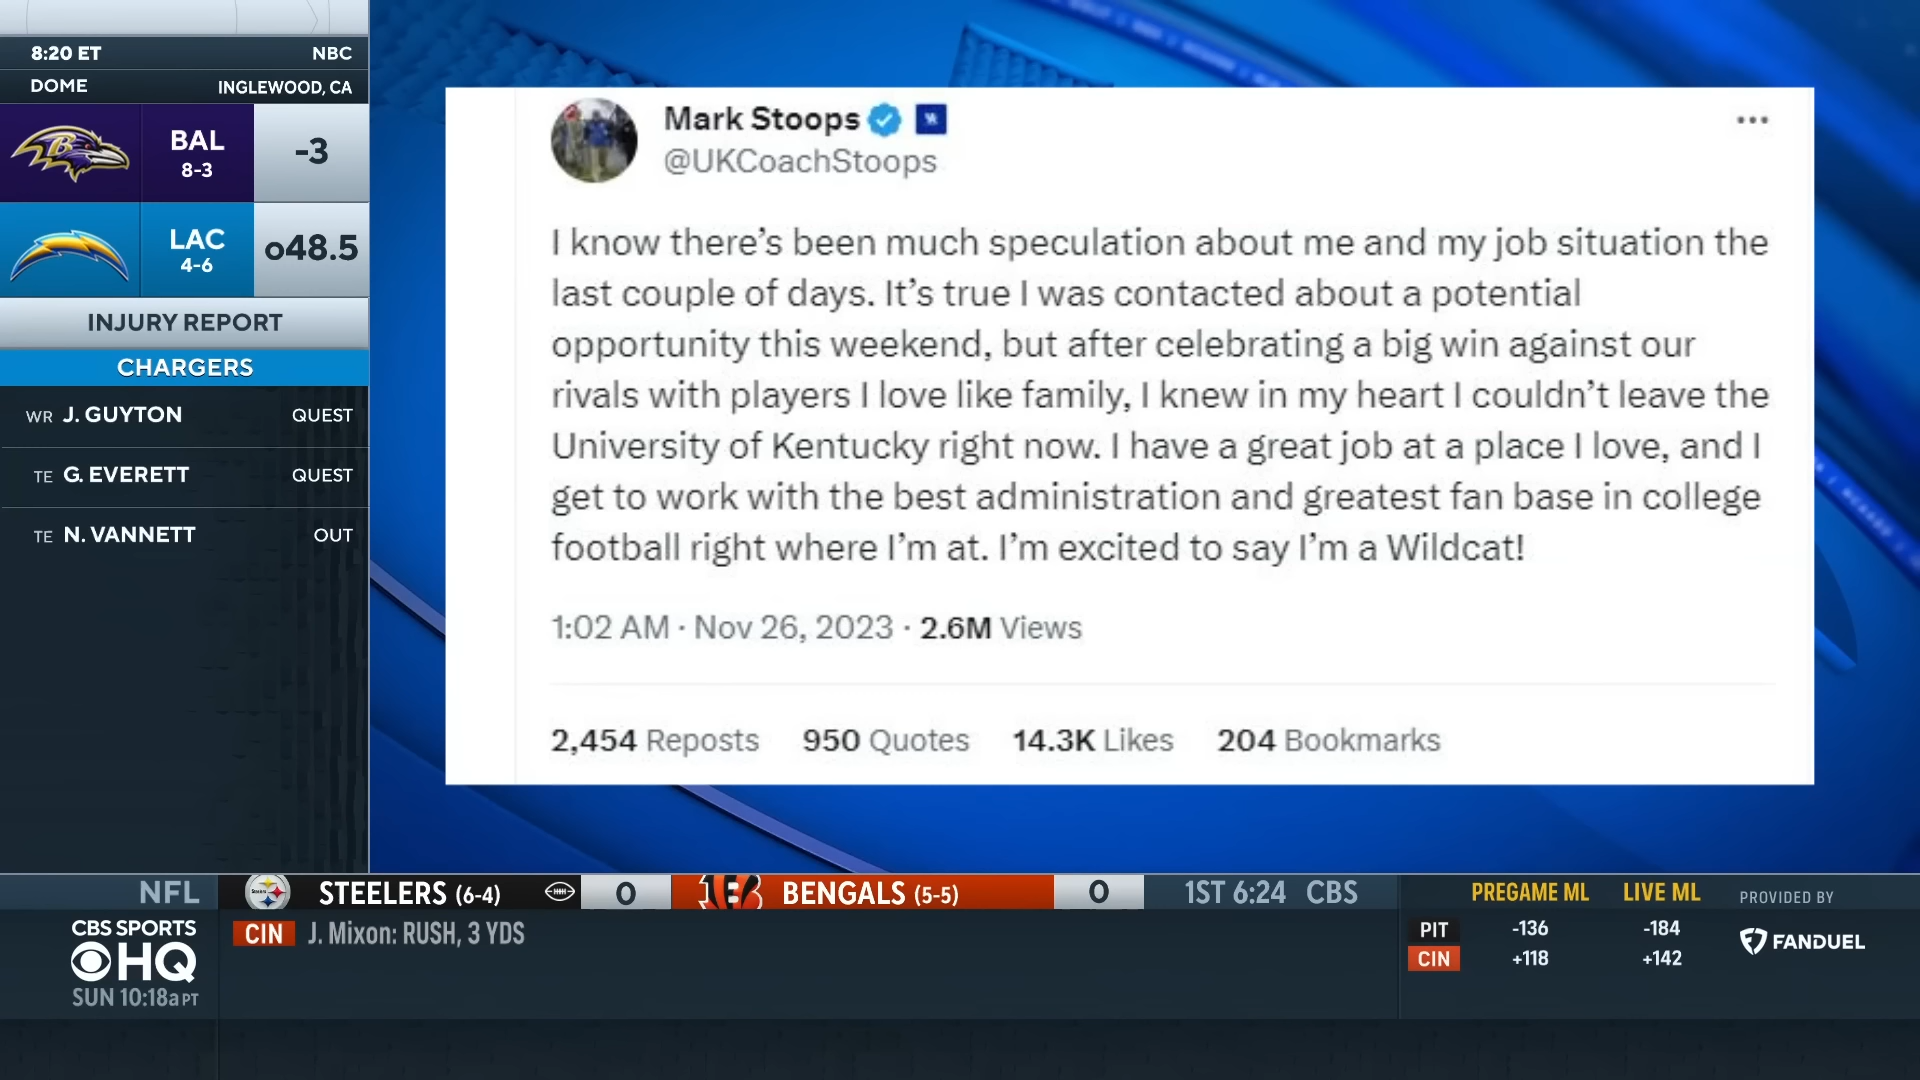 8:20 ET NBC
DOME INGLEWOOD, CA
BAL 8-3 -3
LAC 4-6 o48.5
INJURY REPORT
CHARGERS
WR J. GUYTON QUEST
TE G. EVERETT QUEST
TE N. VANNETT OUT
Mark Stoops
@UKCoachStoops
I know there's been much speculation about me and my job situation the
last couple of days. It's true I was contacted about a potential
opportunity this weekend, but after celebrating a big win against our
rivals with players I love like family, I knew in my heart I couldn't leave the
University of Kentucky right now. I have a great job at a place I love, and I
get to work with the best administration and greatest fan base in college
football right where I'm at. I'm excited to say I'm a Wildcat!
1:02 AM · Nov 26, 2023 · 2.6M Views
2,454 Reposts 950 Quotes 14.3K Likes 204 Bookmarks
NFL STEELERS (6-4) 0 BENGALS (5-5) 0 1ST 6:24 CBS
CIN J. Mixon: RUSH, 3 YDS
CBS SPORTS
HQ
SUN 10:18a PT
PREGAME ML LIVE ML PROVIDED BY
PIT -136 -184
CIN +118 +142
FANDUEL